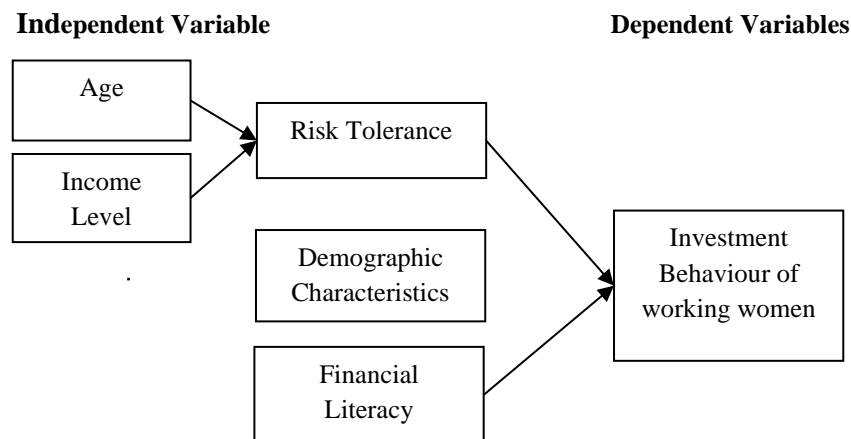 Independent Variable
Dependent Variables
Age
Income
Level
Risk Tolerance
Demographic
Characteristics
Financial
Literacy
Investment
Behaviour of
working women
.